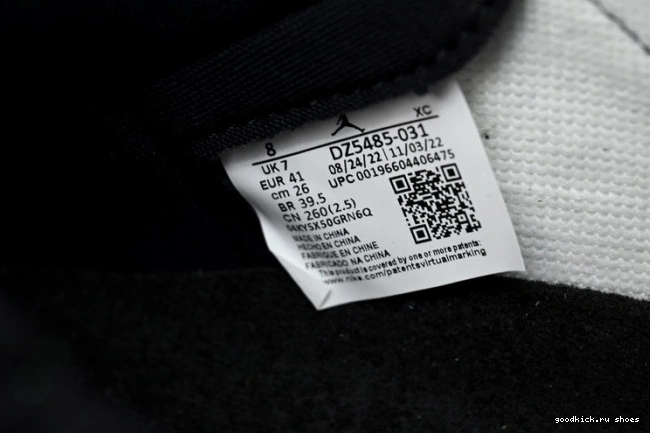 8 XC
UK 7 DZ5485-031
EUR 41 08/24/22 | 11/03/22
cm 26 UPC 00196604406475
BR 39.5
CN 260(2.5)
04KY5X50GRN6Q
MADE IN CHINA
HECHO EN CHINA
FABRIQUE EN CHINE
FABRICADO NA CHINA
This product is covered by one or more patents:
www.nike.com/patentsvirtualmarking
goodkick.ru shoes